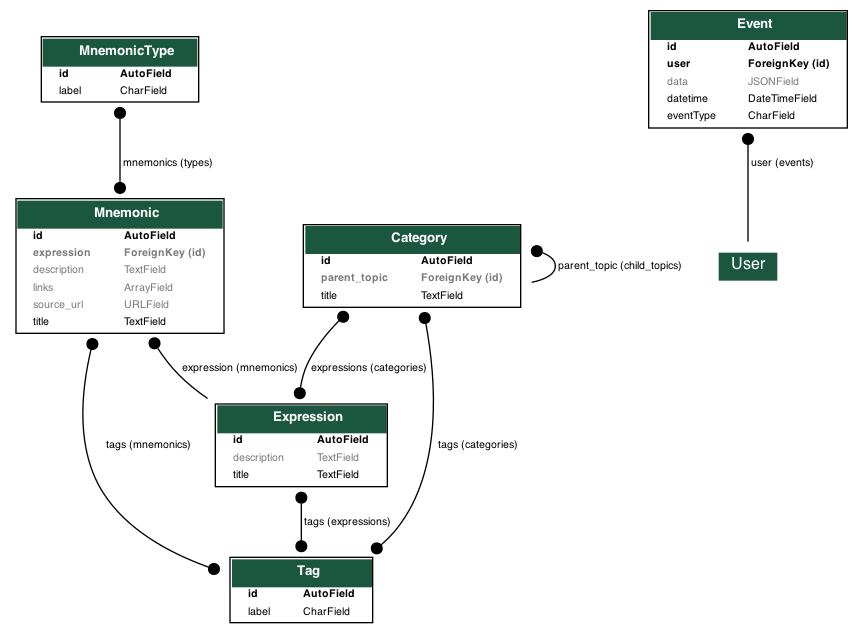 Event
id AutoField
user ForeignKey (id)
data JSONField
datetime DateTimeField
eventType CharField
MnemonicType
id AutoField
label CharField
mnemonics (types)
user (events)
Mnemonic
id AutoField
expression ForeignKey (id)
description TextField
links ArrayField
source_url URLField
title TextField
Category
id AutoField
parent_topic ForeignKey (id)
title TextField
parent_topic (child_topics)
User
expression (mnemonics)
expressions (categories)
Expression
id AutoField
description TextField
title TextField
tags (mnemonics)
tags (categories)
tags (expressions)
Tag
id AutoField
label CharField